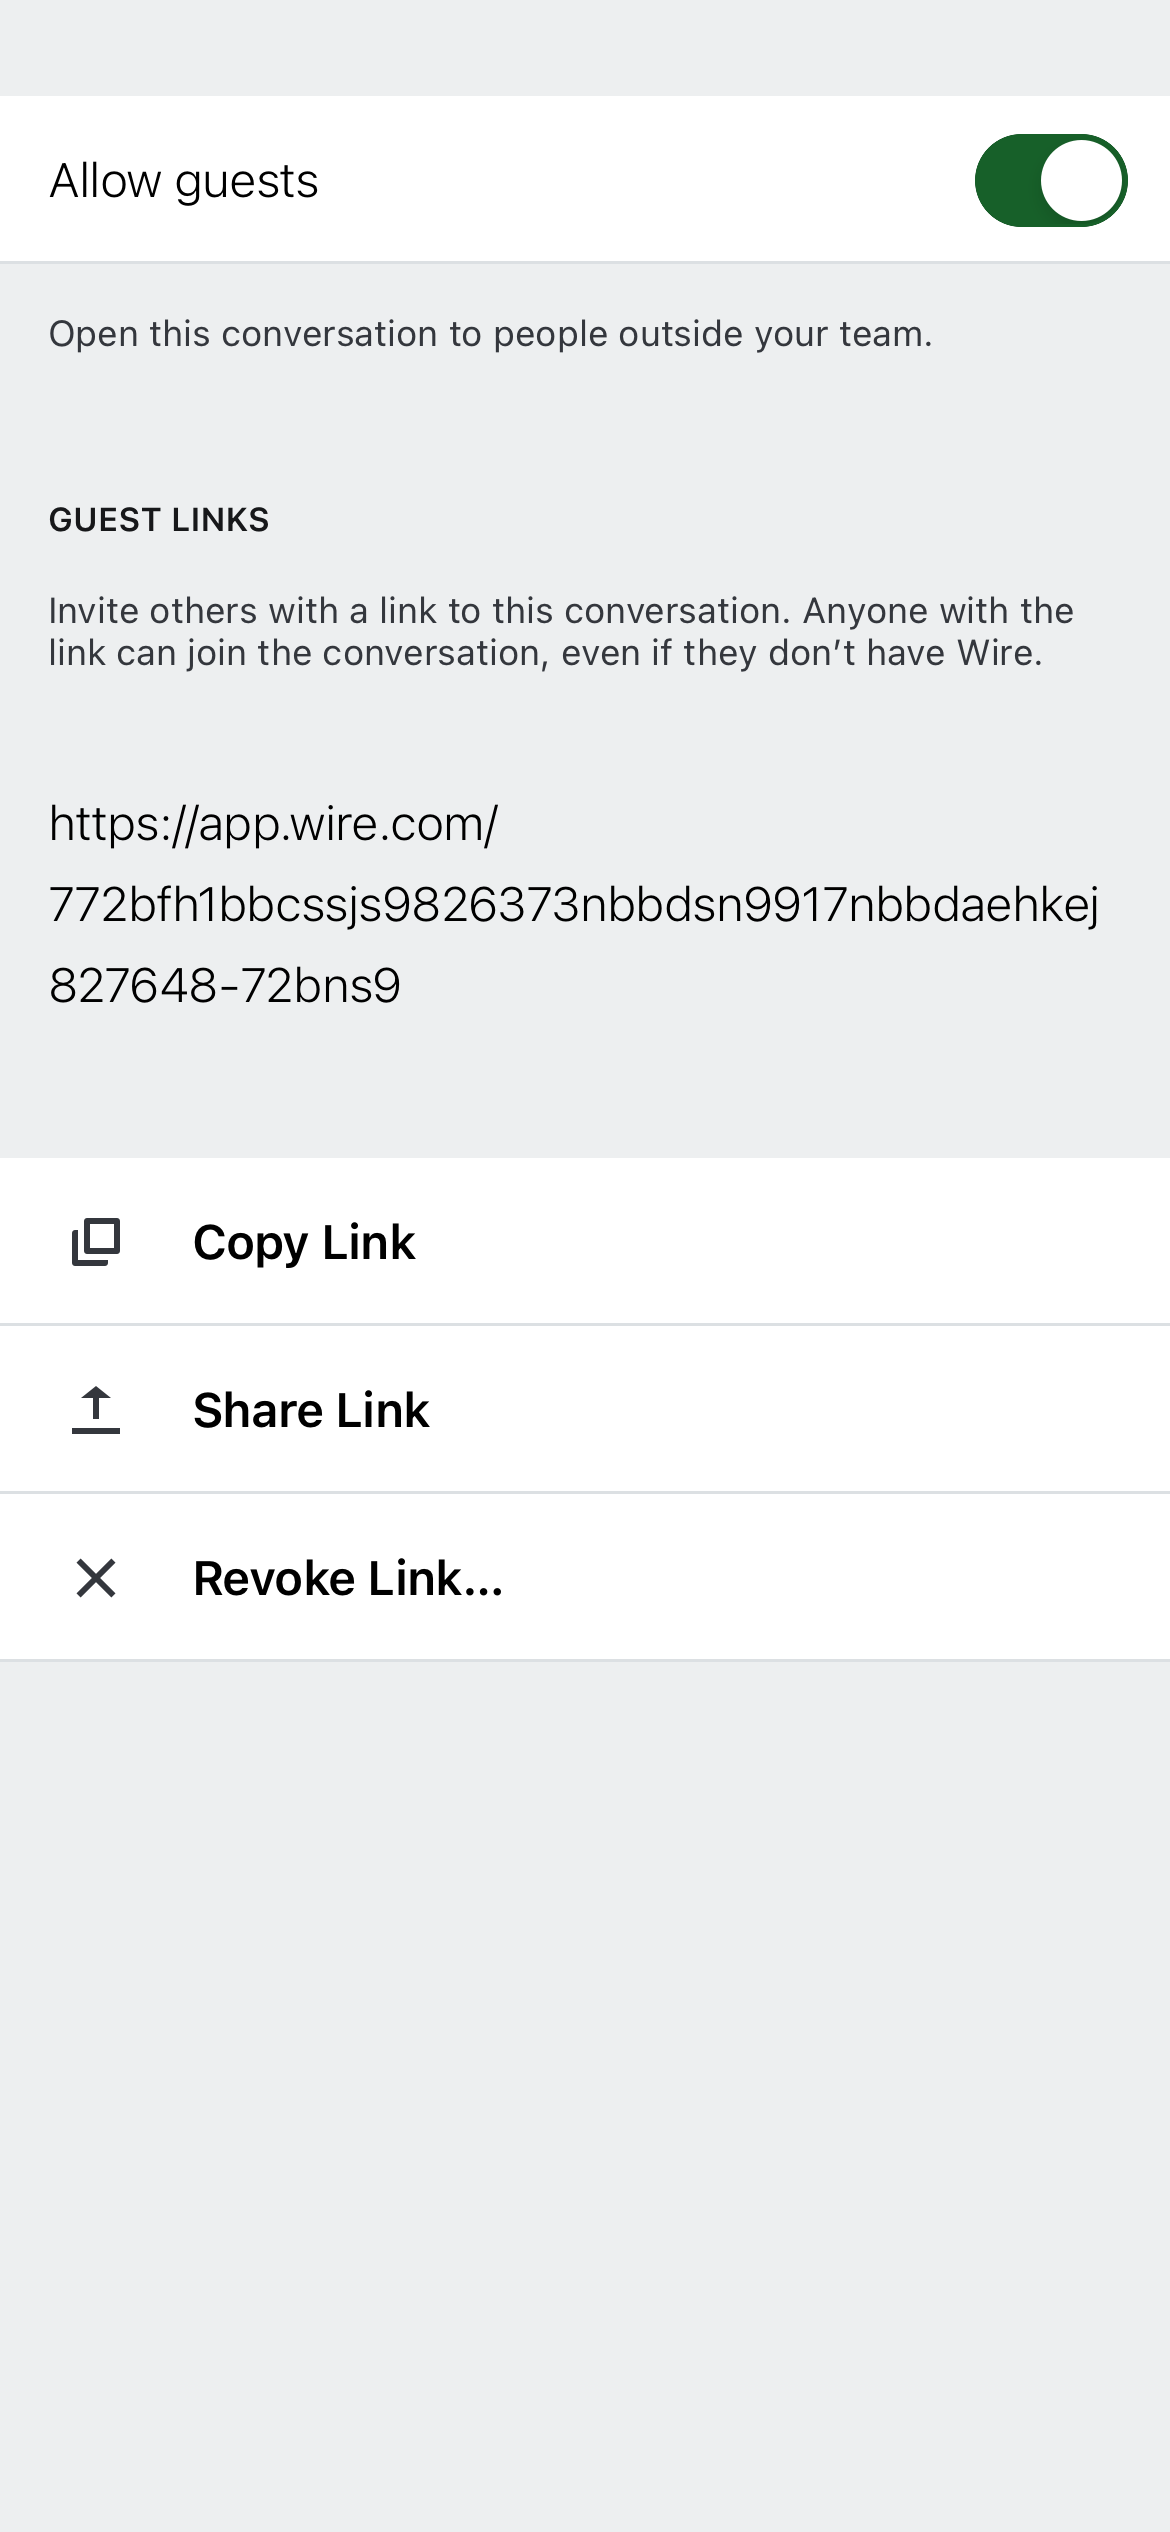 Allow guests
Open this conversation to people outside your team.
GUEST LINKS
Invite others with a link to this conversation. Anyone with the
link can join the conversation, even if they don’t have Wire.
https://app.wire.com/
772bfh1bbcssjs9826373nbbdsn9917nbbdaehkej
827648-72bns9
Copy Link
Share Link
Revoke Link...